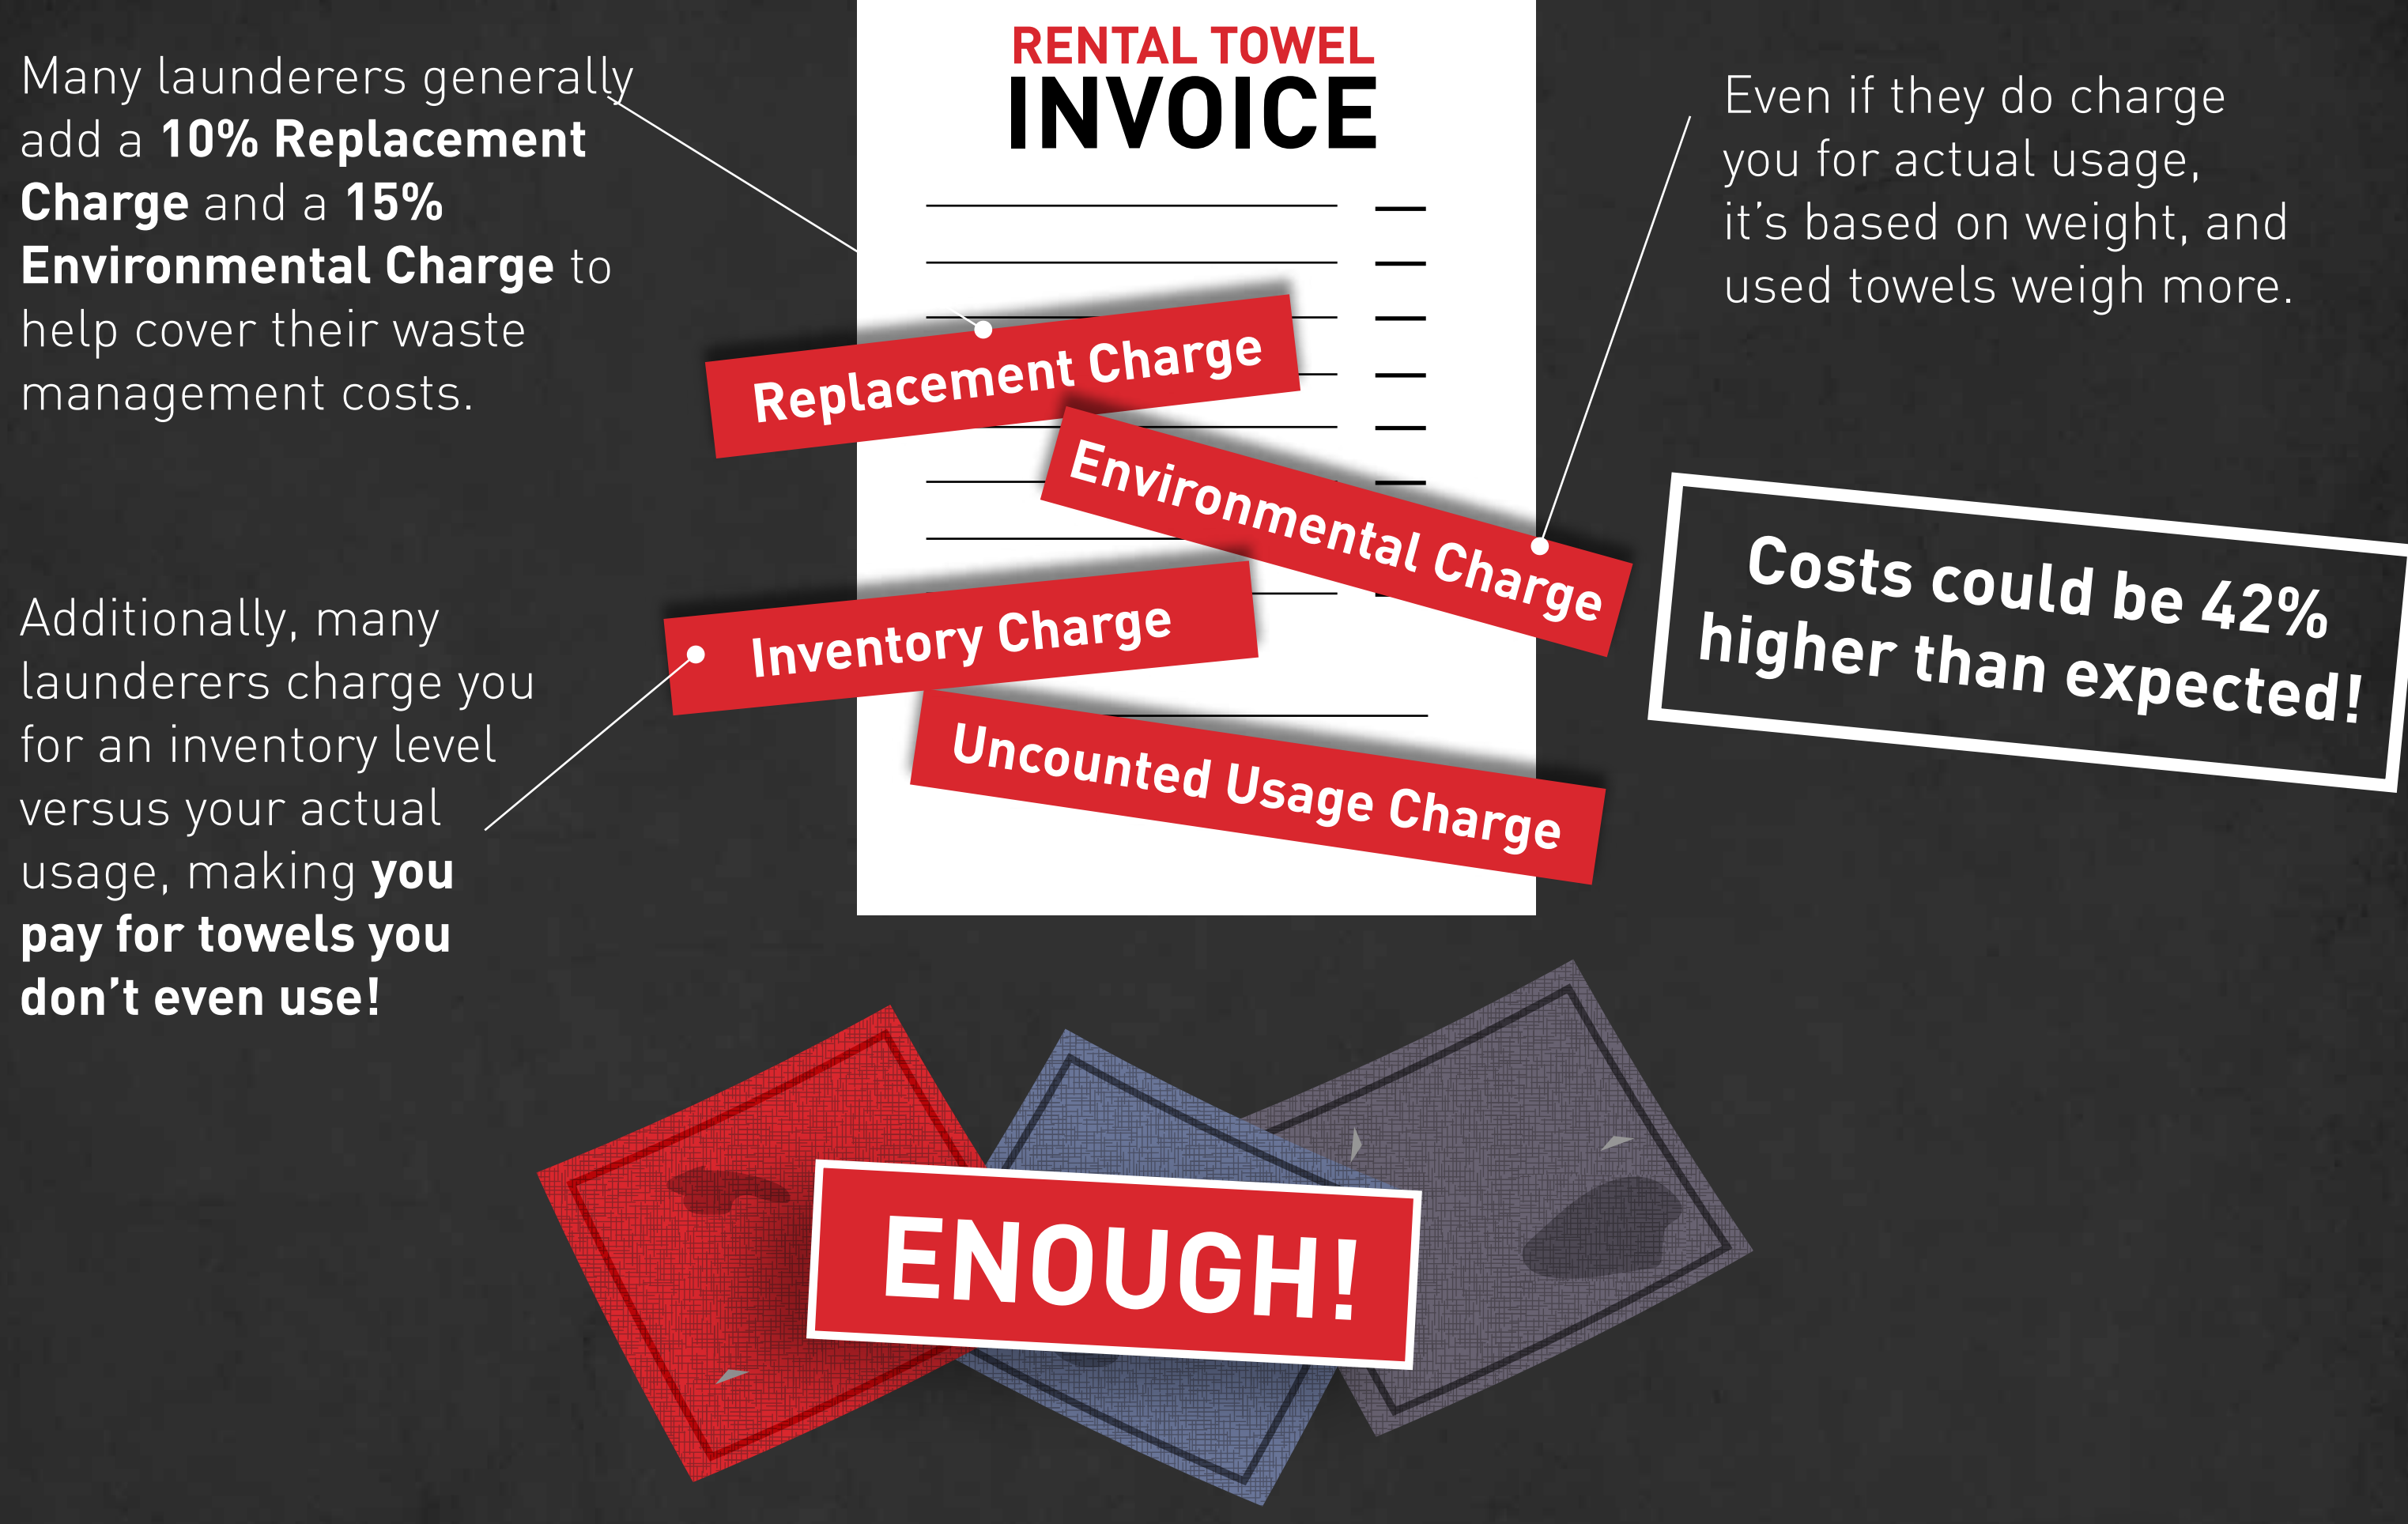 Many launderers generally
add a 10% Replacement
Charge and a 15%
Environmental Charge to
help cover their waste
management costs.
Additionally, many
launderers charge you
for an inventory level
versus your actual
usage, making you
pay for towels you
don’t even use!
RENTAL TOWEL
INVOICE
Replacement Charge
Environmental Charge
Inventory Charge
Uncounted Usage Charge
Even if they do charge
you for actual usage,
it’s based on weight, and
used towels weigh more.
Costs could be 42%
higher than expected!
ENOUGH!